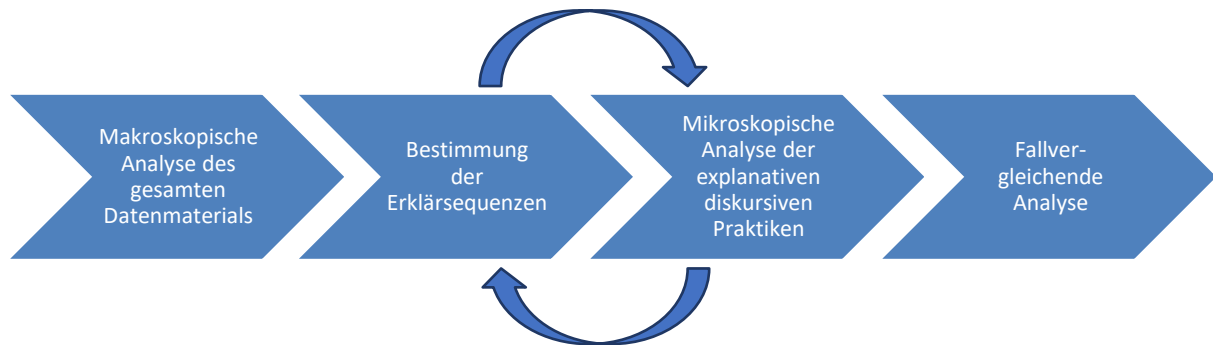 Makroskopische
Analyse des
gesamten
Datenmaterials
Bestimmung
der
Erklärsequenzen
Mikroskopische
Analyse der
explanativen
diskursiven
Praktiken
Fallver-
gleichende
Analyse